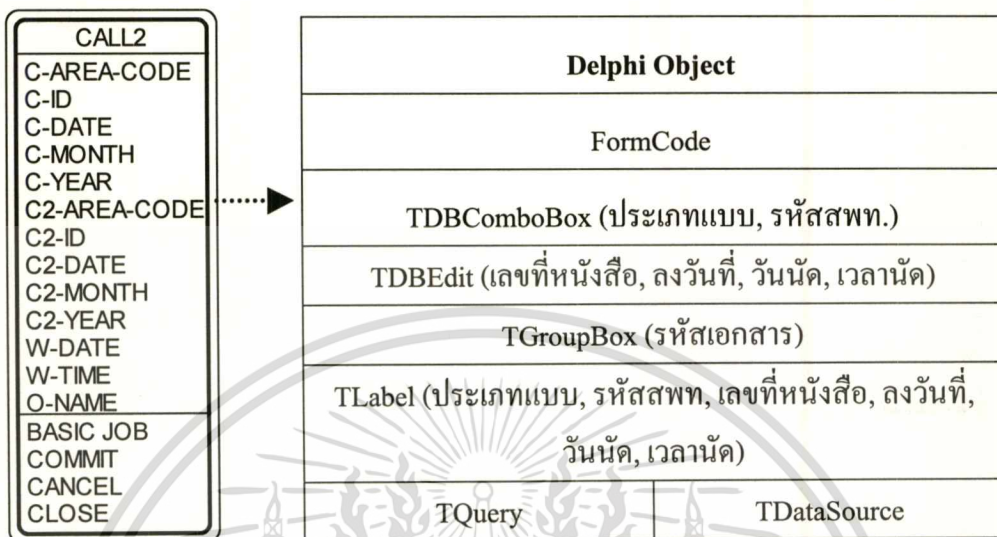 CALL2
C-AREA-CODE
C-ID
C-DATE
C-MONTH
C-YEAR
C2-AREA-CODE
C2-ID
C2-DATE
C2-MONTH
C2-YEAR
W-DATE
W-TIME
O-NAME
BASIC JOB
COMMIT
CANCEL
CLOSE
Delphi Object
FormCode
TDBComboBox (ประเภทแบบ, รหัสสพท.)
TDBEdit (เลขที่หนังสือ, ลงวันที่, วันนัด, เวลานัด)
TGroupBox (รหัสเอกสาร)
TLabel (ประเภทแบบ, รหัสสพท, เลขที่หนังสือ, ลงวันที่,
วันนัด, เวลานัด)
TQuery
TDataSource